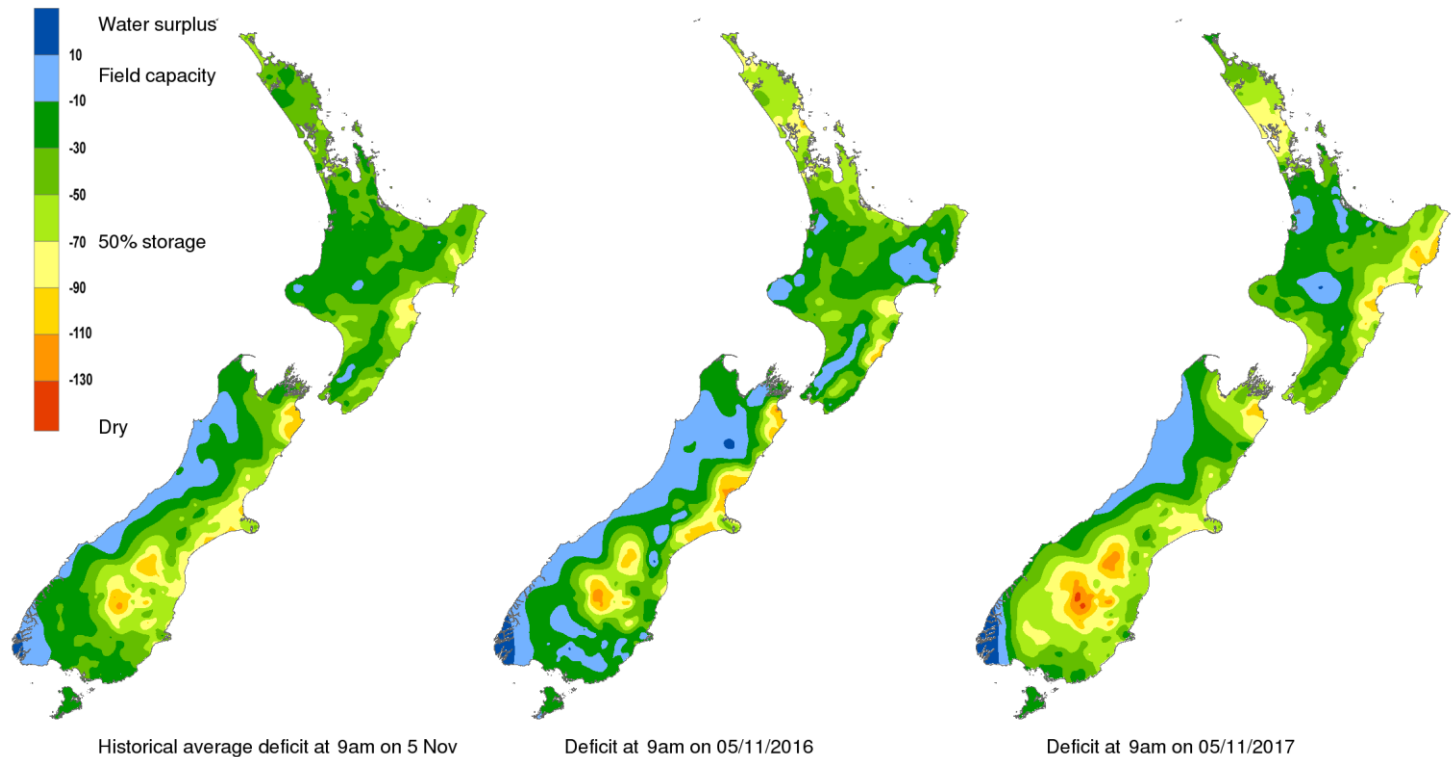 Water surplus
10
Field capacity
-10
-30
-50
-70
50% storage
-90
-110
-130
Dry
Historical average deficit at 9am on 5 Nov
Deficit at 9am on 05/11/2016
Deficit at 9am on 05/11/2017